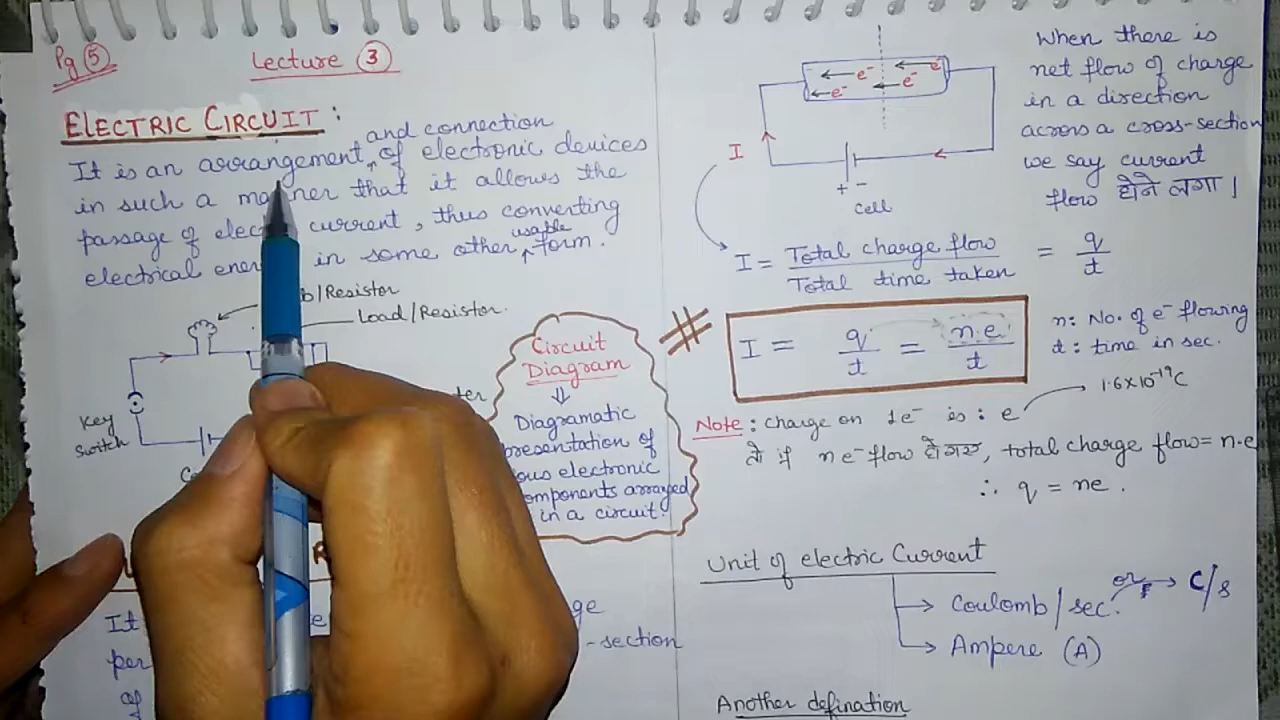 Pg 5
Lecture 3
ELECTRIC CIRCUIT :
and connection
It is an arrangement of electronic devices
in such a manner that it allows the
passage of elec current, thus converting
usable
electrical ener in some other form.
b/Resistor
Load/Resistor.
Key
Switch
Circuit
Diagram
⇓
Diagramatic
presentation of
ous electronic
omponents arranged
in a circuit.
It
ge
per
-section
of
e⁻ e⁻
e⁻ e⁻
I
+ -
Cell
When there is
net flow of charge
in a direction
across a cross-section
we say current
flow होने लगा।
I = Total charge flow / Total time taken = q/t
I = q/t = n.e/t
n: No. of e⁻ flowing
t: time in sec.
1.6×10⁻¹⁹C
Note: charge on 1e⁻ is : e
तो if n e⁻ flow हो गए, total charge flow = n.e
∴ q = ne.
Unit of electric Current
→ Coulomb/sec. or → C/s
→ Ampere (A)
Another defination